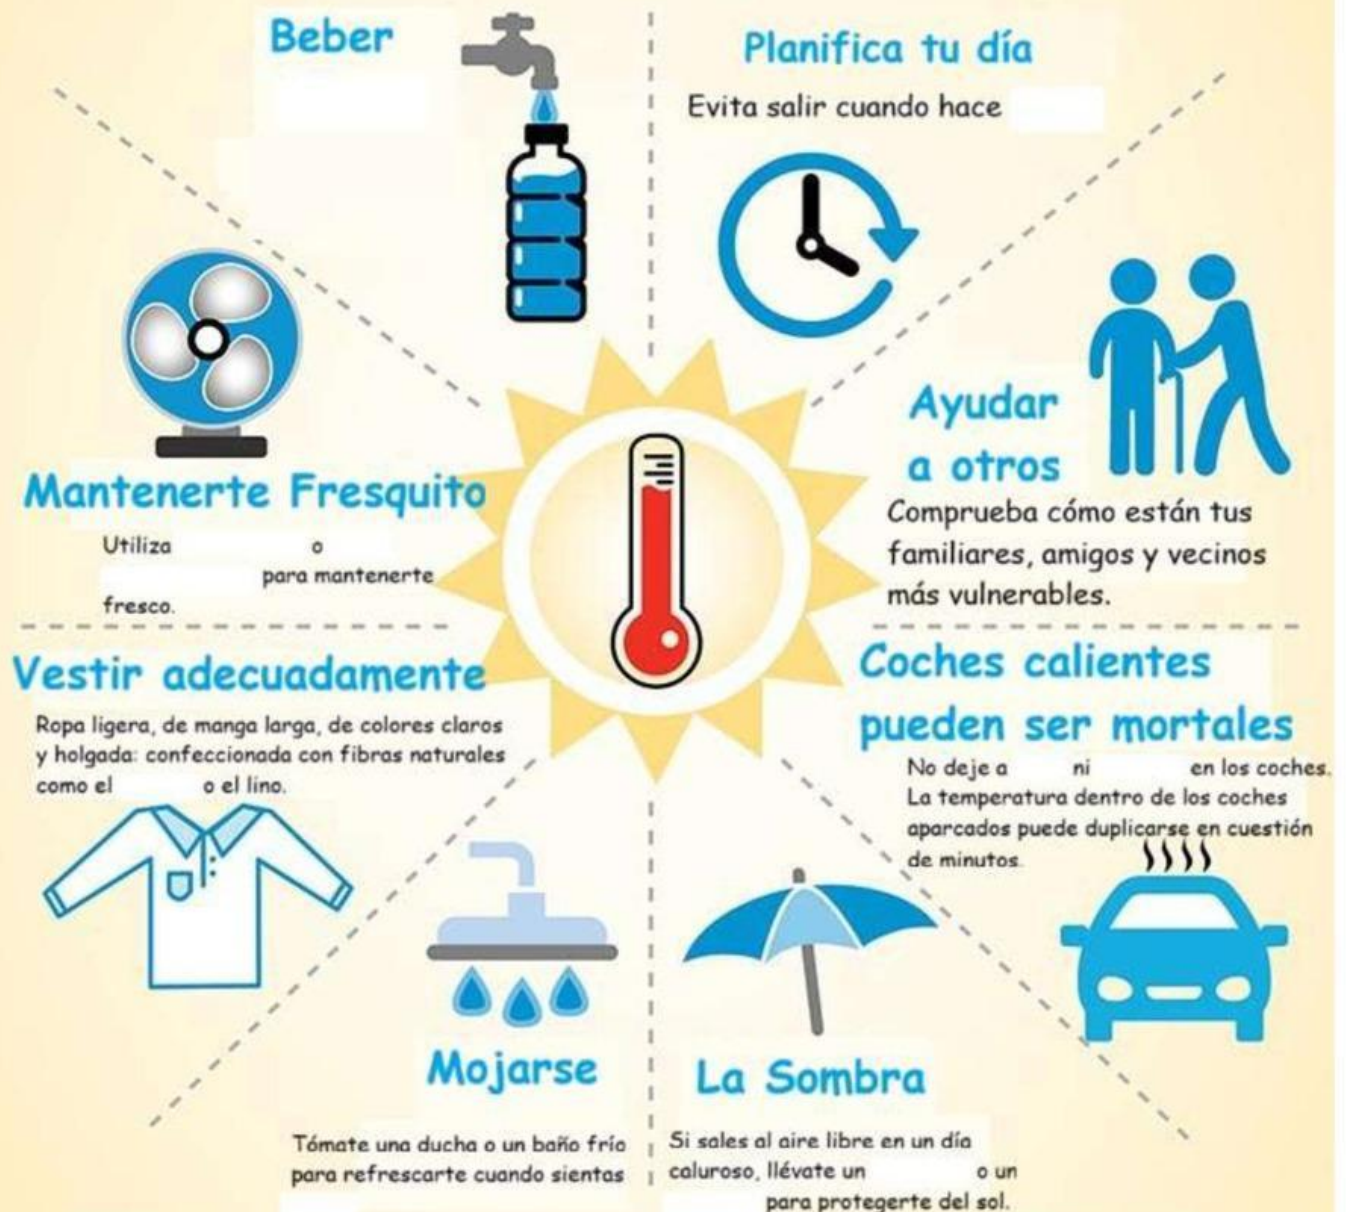 Beber
Planifica tu día
Evita salir cuando hace
Ayudar
a otros
Comprueba cómo están tus
familiares, amigos y vecinos
más vulnerables.
Mantenerte Fresquito
Utiliza o
para mantenerte
fresco.
Vestir adecuadamente
Ropa ligera, de manga larga, de colores claros
y holgada: confeccionada con fibras naturales
como el o el lino.
Coches calientes
pueden ser mortales
No deje a ni en los coches.
La temperatura dentro de los coches
aparcados puede duplicarse en cuestión
de minutos.
Mojarse
Tómate una ducha o un baño frío
para refrescarte cuando sientas
La Sombra
Si sales al aire libre en un día
caluroso, llévate un o un
para protegerte del sol.